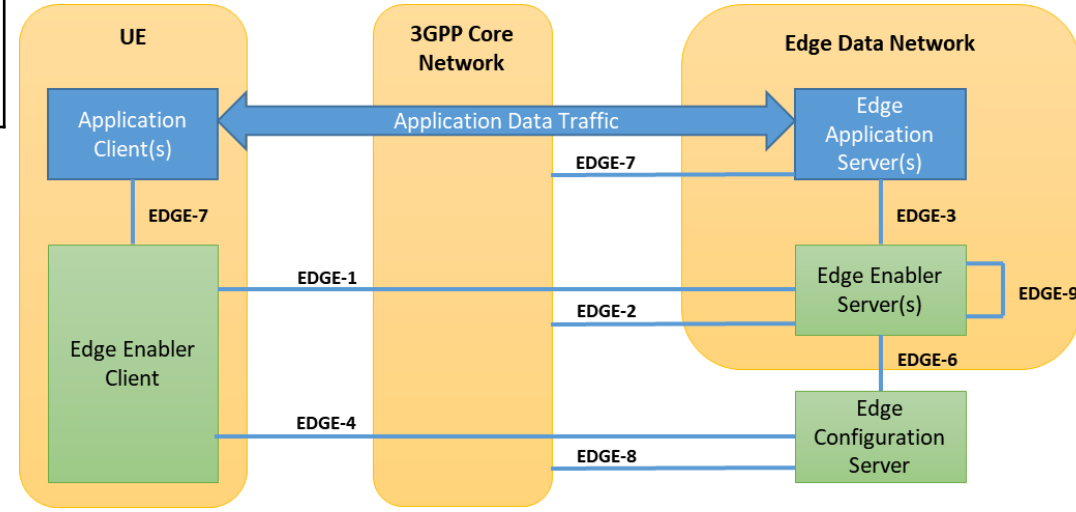 UE
3GPP Core
Network
Edge Data Network
Application
Client(s)
Application Data Traffic
Edge
Application
Server(s)
EDGE-7
EDGE-7
EDGE-3
EDGE-1
Edge Enabler
Server(s)
EDGE-9
EDGE-2
Edge Enabler
Client
EDGE-6
EDGE-4
Edge
Configuration
Server
EDGE-8